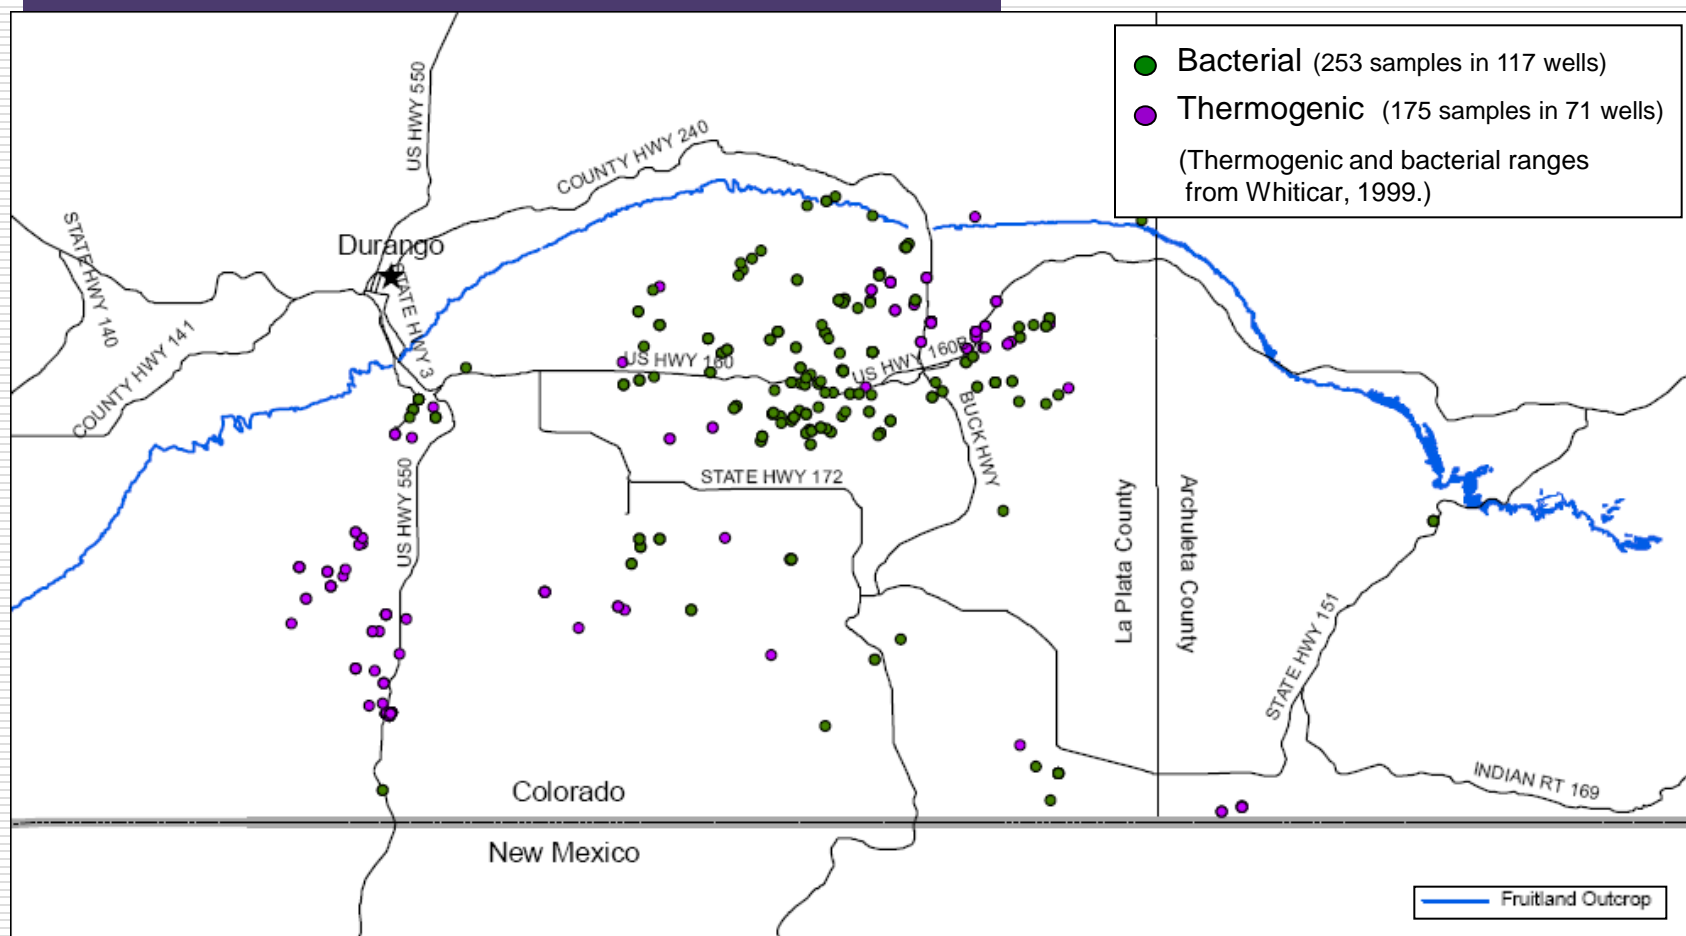 Bacterial (253 samples in 117 wells)
Thermogenic (175 samples in 71 wells)
(Thermogenic and bacterial ranges
from Whiticar, 1999.)
US HWY 550
COUNTY HWY 240
STATE HWY 140
Durango
STATE HWY 3
COUNTY HWY 141
US HWY 160
US HWY 160B
BUCK HWY
US HWY 550
STATE HWY 172
La Plata County
Archuleta County
STATE HWY 151
INDIAN RT 169
Colorado
New Mexico
Fruitland Outcrop